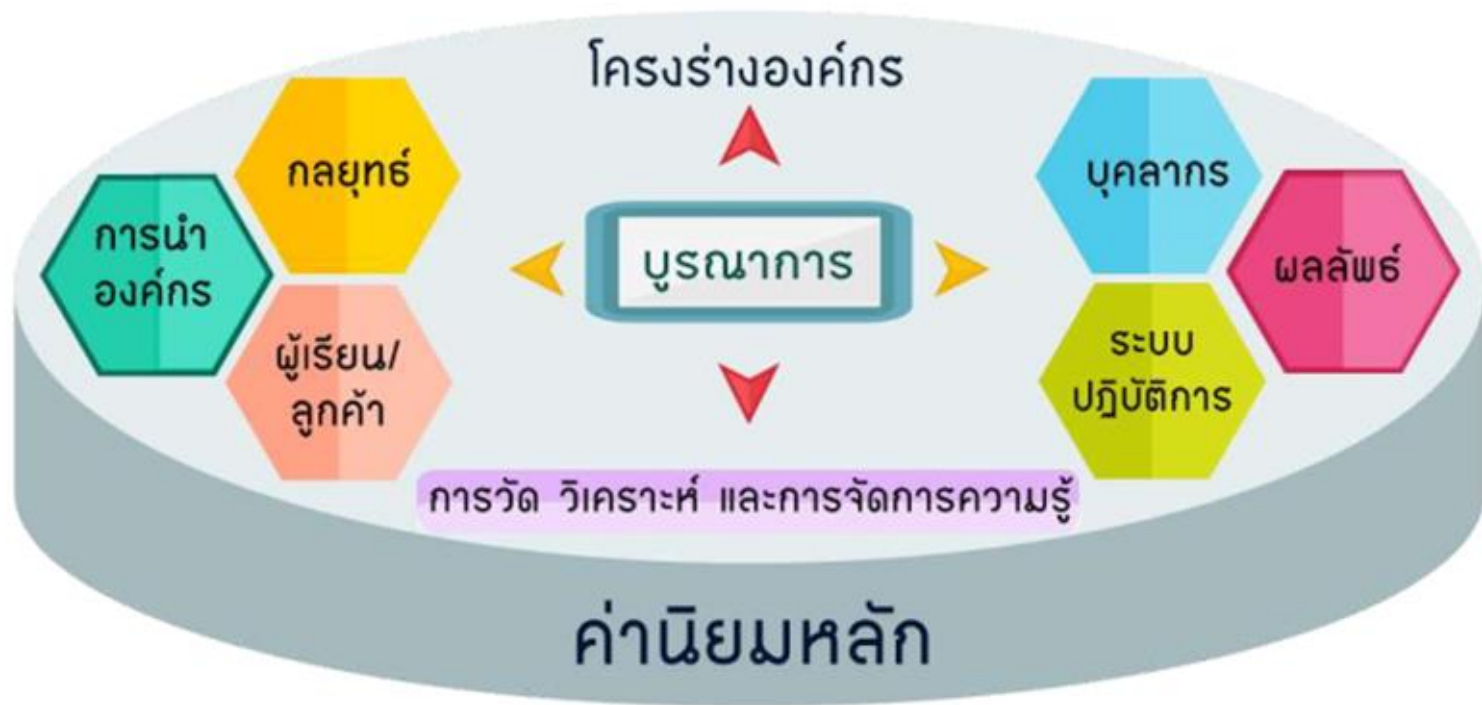 โครงร่างองค์กร
กลยุทธ์
การนำ
องค์กร
ผู้เรียน/
ลูกค้า
บูรณาการ
บุคลากร
ระบบ
ปฏิบัติการ
ผลลัพธ์
การวัด วิเคราะห์ และการจัดการความรู้
ค่านิยมหลัก